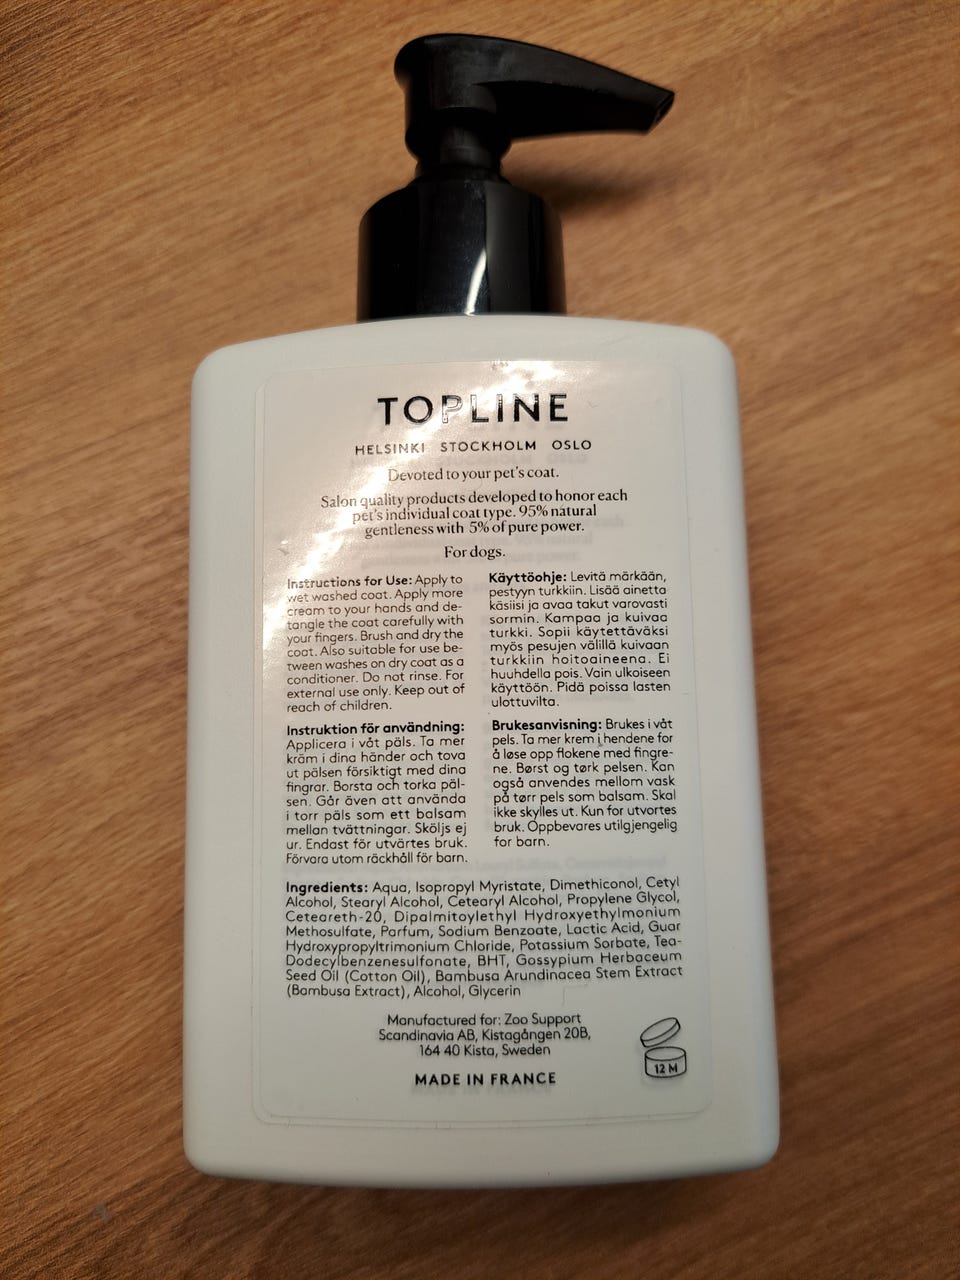 TOPLINE
HELSINKI STOCKHOLM OSLO
Devoted to your pet's coat.
Salon quality products developed to honor each
pet's individual coat type. 95% natural
gentleness with 5% of pure power.
For dogs.
Instructions for Use: Apply to
wet washed coat. Apply more
cream to your hands and de-
tangle the coat carefully with
your fingers. Brush and dry the
coat. Also suitable for use be-
tween washes on dry coat as a
conditioner. Do not rinse. For
external use only. Keep out of
reach of children.
Käyttöohje: Levitä märkään,
pestyyn turkkiin. Lisää ainetta
käsiisi ja avaa takut varovasti
sormin. Kampaa ja kuivaa
turkki. Sopii käytettäväksi
myös pesujen välillä kuivaan
turkkiin hoitoaineena. Ei
huuhdella pois. Vain ulkoiseen
käyttöön. Pidä poissa lasten
ulottuvilta.
Instruktion för användning:
Applicera i våt päls. Ta mer
kräm i dina händer och tova
ut pälsen försiktigt med dina
fingrar. Borsta och torka päl-
sen. Går även att använda
i torr päls som ett balsam
mellan tvättningar. Sköljs ej
ur. Endast för utvärtes bruk.
Förvara utom räckhåll för barn.
Brukesanvisning: Brukes i våt
pels. Ta mer krem i hendene for
å løse opp flokene med fingre-
ne. Børst og tørk pelsen. Kan
også anvendes mellom vask
på tørr pels som balsam. Skal
ikke skylles ut. Kun for utvortes
bruk. Oppbevares utilgjengelig
for barn.
Ingredients: Aqua, Isopropyl Myristate, Dimethiconol, Cetyl
Alcohol, Stearyl Alcohol, Cetearyl Alcohol, Propylene Glycol,
Ceteareth-20, Dipalmitoylethyl Hydroxyethylmonium
Methosulfate, Parfum, Sodium Benzoate, Lactic Acid, Guar
Hydroxypropyltrimonium Chloride, Potassium Sorbate, Tea-
Dodecylbenzenesulfonate, BHT, Gossypium Herbaceum
Seed Oil (Cotton Oil), Bambusa Arundinacea Stem Extract
(Bambusa Extract), Alcohol, Glycerin
Manufactured for: Zoo Support
Scandinavia AB, Kistagången 20B,
164 40 Kista, Sweden
MADE IN FRANCE
12 M